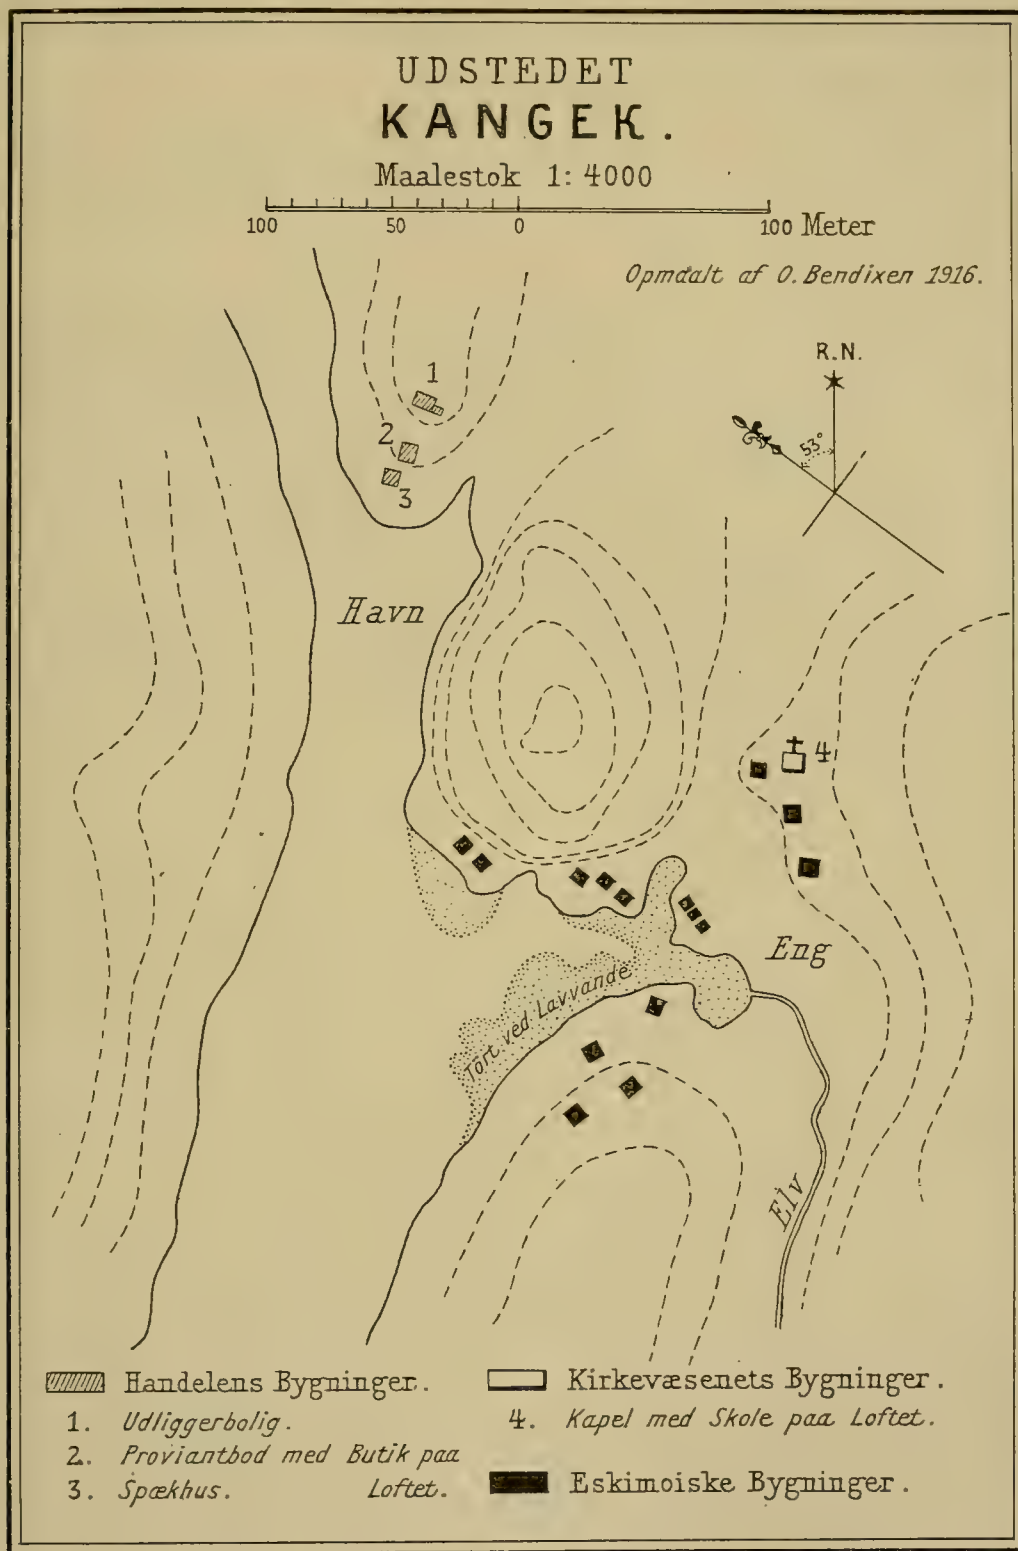 UDSTEDET
KANGEK.
Maalestok 1:4000
100 50 0 100 Meter
Opmaalt af O. Bendixen 1916.
R.N.
53°
1
2
3
Havn
4
Eng
Tørt ved Lavvande
Elv
Handelens Bygninger.
1. Udliggerbolig.
2. Proviantbod med Butik paa
3. Spækhus. Loftet.
Kirkevæsenets Bygninger.
4. Kapel med Skole paa Loftet.
Eskimoiske Bygninger.